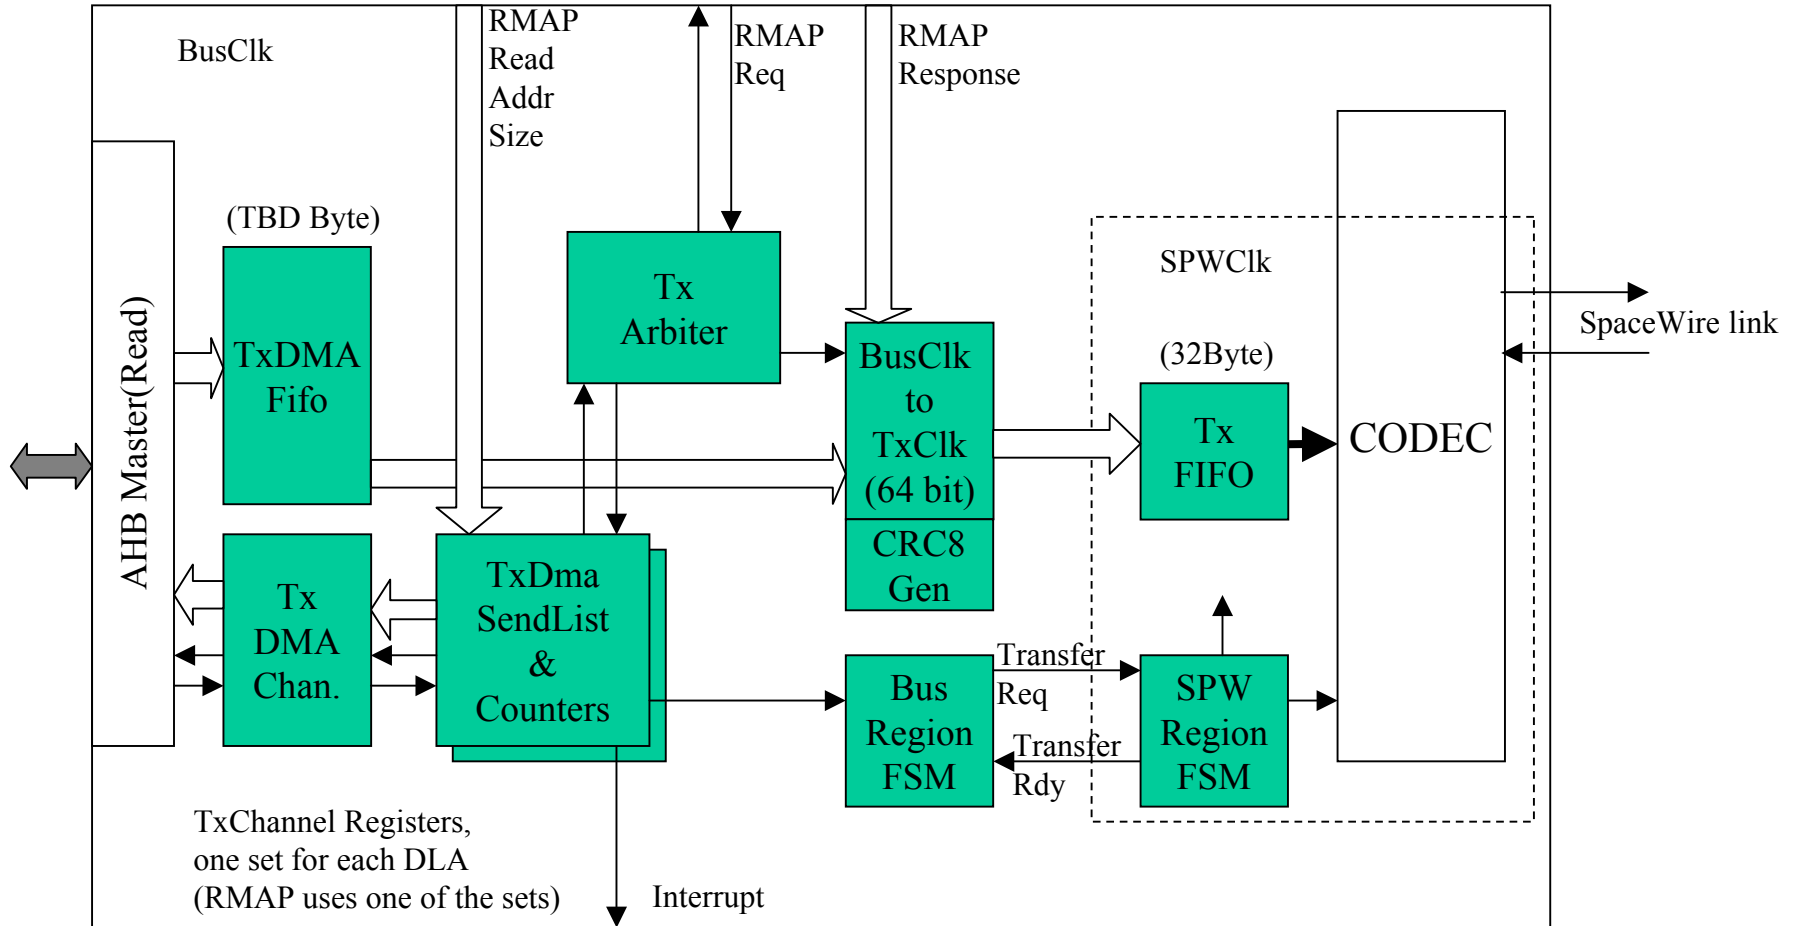 BusClk
RMAP
Read
Addr
Size
RMAP
Req
RMAP
Response
(TBD Byte)
AHB Master(Read)
TxDMA
Fifo
Tx
Arbiter
BusClk
to
TxClk
(64 bit)
CRC8
Gen
SPWClk
(32Byte)
Tx
FIFO
CODEC
SpaceWire link
Tx
DMA
Chan.
TxDma
SendList
&
Counters
Bus
Region
FSM
Transfer
Req
Transfer
Rdy
SPW
Region
FSM
TxChannel Registers,
one set for each DLA
(RMAP uses one of the sets)
Interrupt